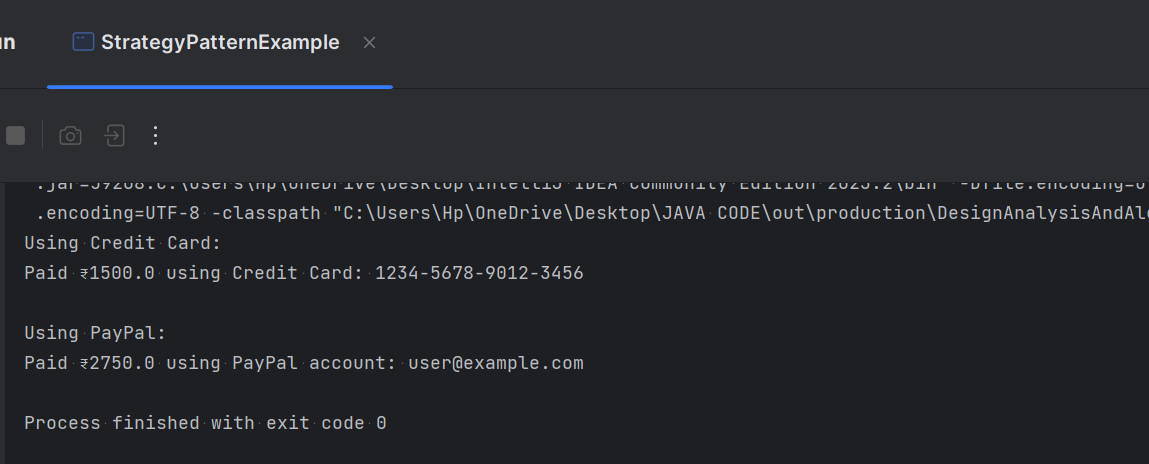 StrategyPatternExample
.encoding=UTF-8 -classpath "C:\Users\Hp\OneDrive\Desktop\JAVA CODE\out\production\DesignAnalysisAndAl
Using Credit Card:
Paid ₹1500.0 using Credit Card: 1234-5678-9012-3456
Using PayPal:
Paid ₹2750.0 using PayPal account: user@example.com
Process finished with exit code 0